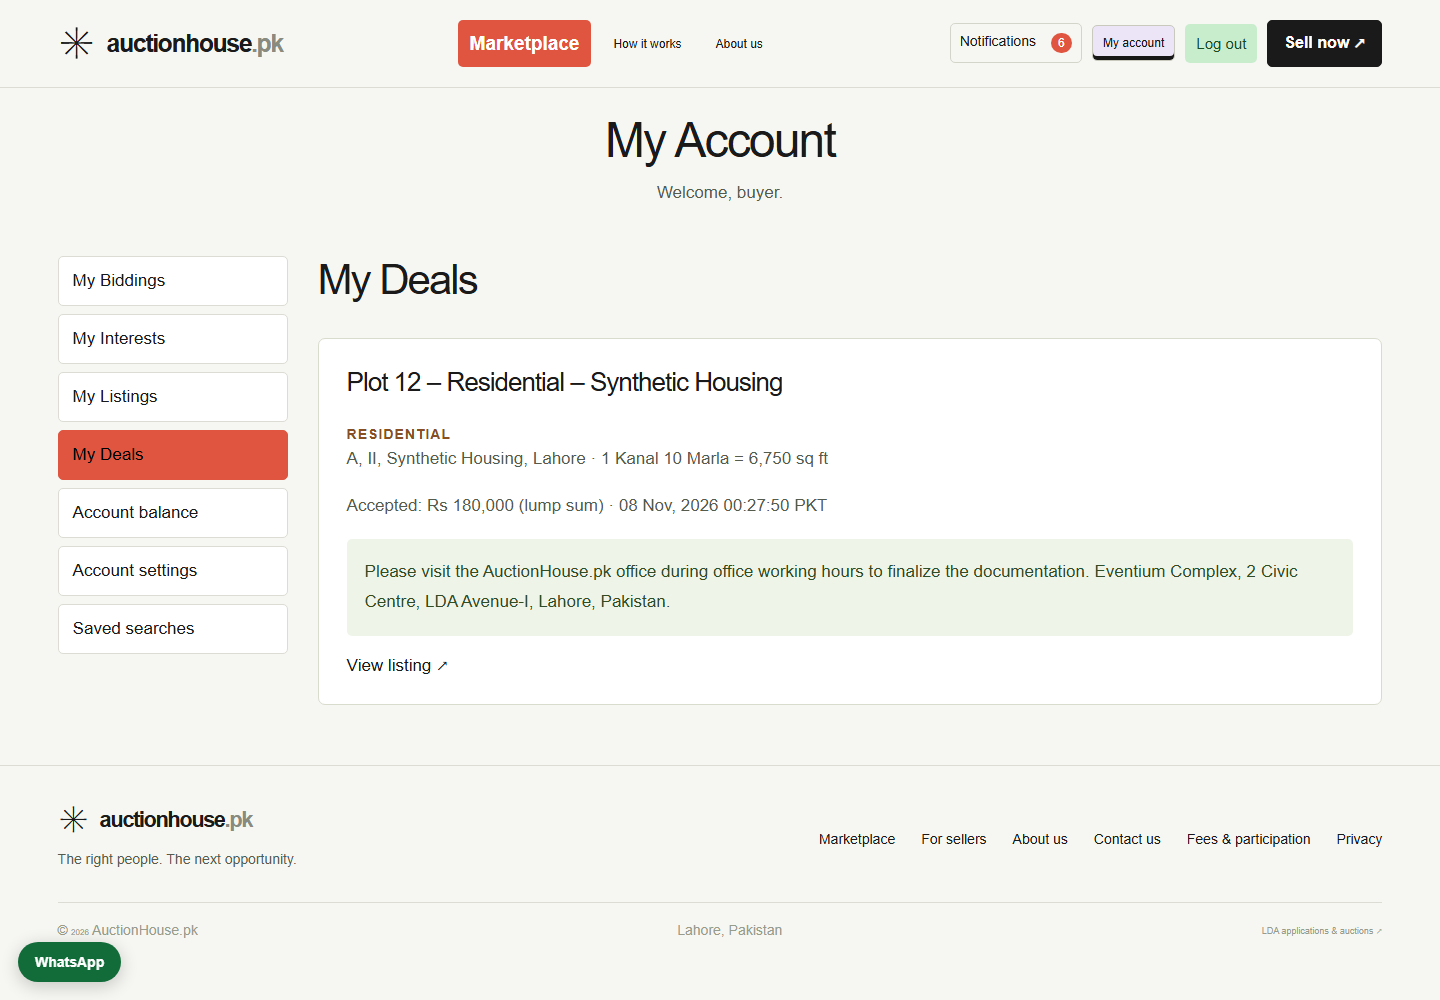 auctionhouse.pk
Marketplace
How it works
About us
Notifications 6
My account
Log out
Sell now ↗
My Account
Welcome, buyer.
My Biddings
My Interests
My Listings
My Deals
Account balance
Account settings
Saved searches
My Deals
Plot 12 – Residential – Synthetic Housing
RESIDENTIAL
A, II, Synthetic Housing, Lahore · 1 Kanal 10 Marla = 6,750 sq ft
Accepted: Rs 180,000 (lump sum) · 08 Nov, 2026 00:27:50 PKT
Please visit the AuctionHouse.pk office during office working hours to finalize the documentation. Eventium Complex, 2 Civic
Centre, LDA Avenue-I, Lahore, Pakistan.
View listing ↗
auctionhouse.pk
The right people. The next opportunity.
Marketplace
For sellers
About us
Contact us
Fees & participation
Privacy
© 2026 AuctionHouse.pk
Lahore, Pakistan
LDA applications & auctions ↗
WhatsApp